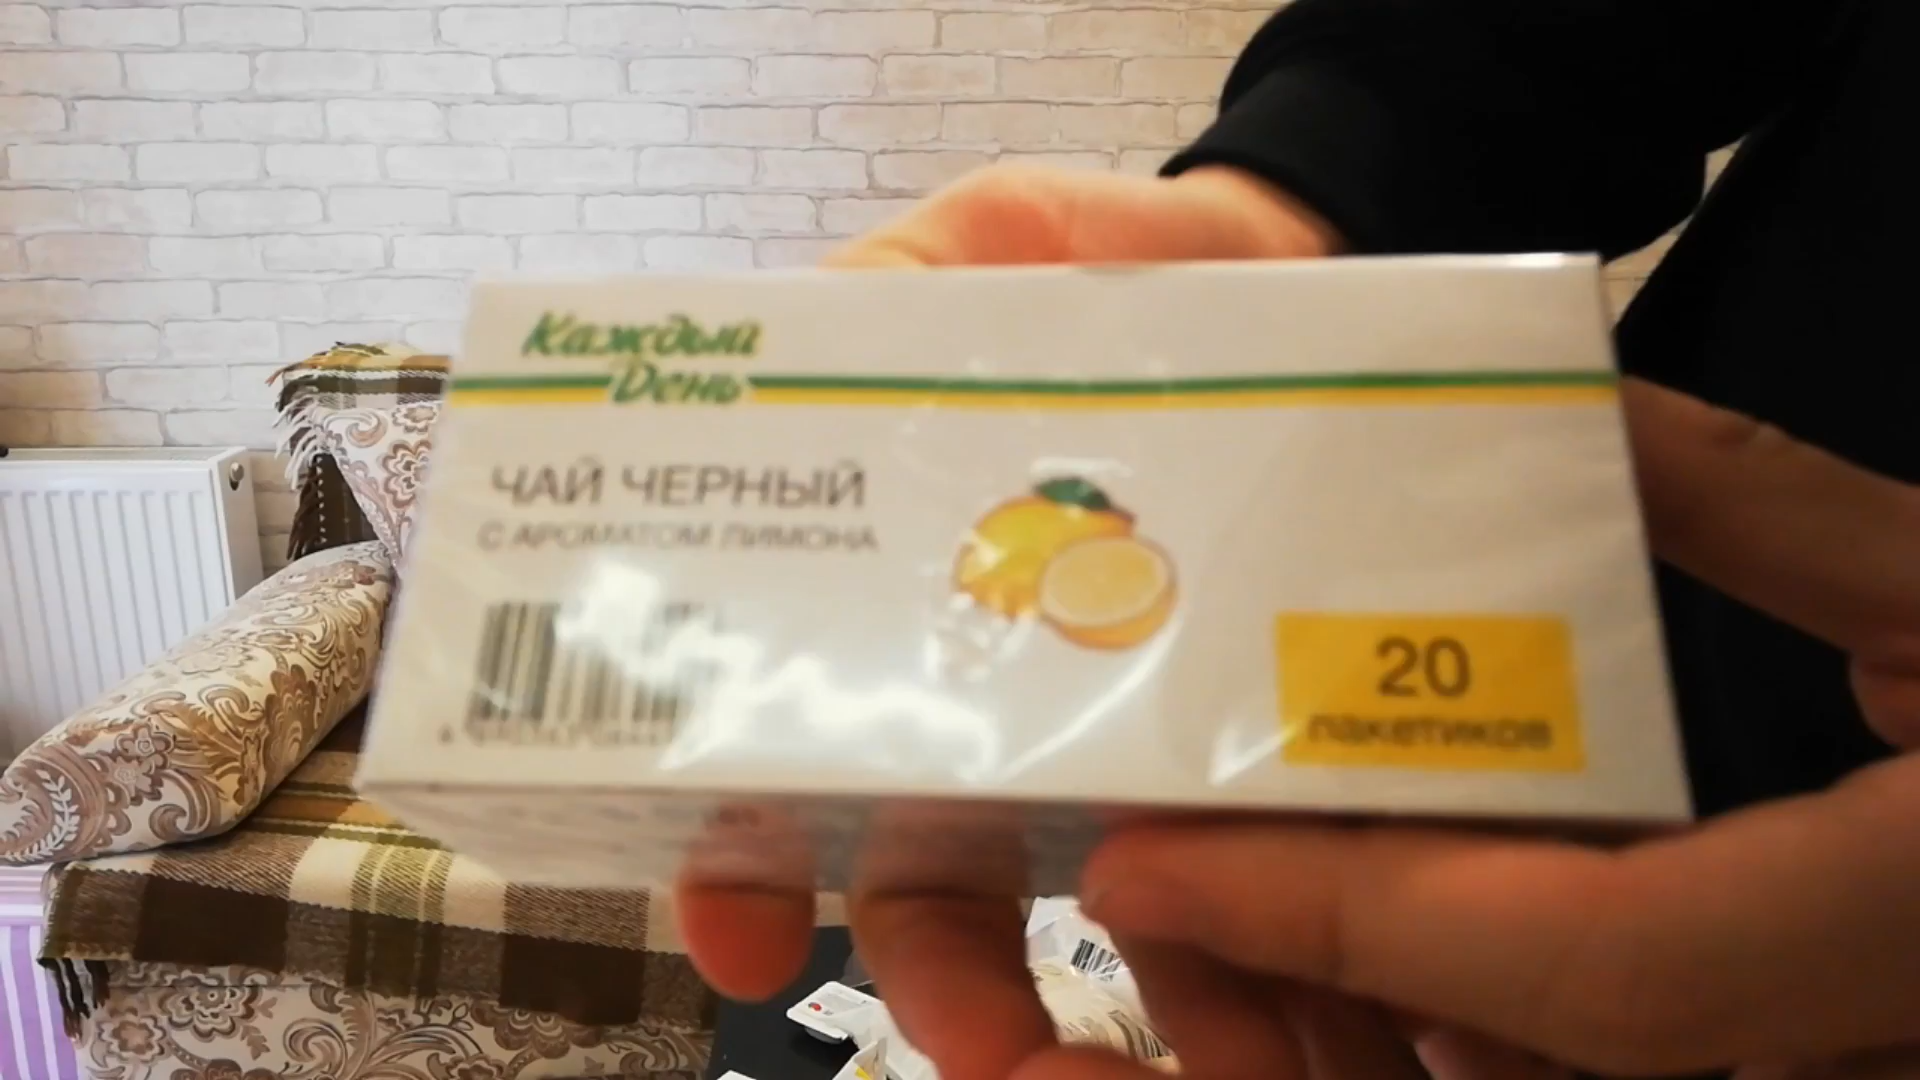 Каждый
День
ЧАЙ ЧЕРНЫЙ
С АРОМАТОМ ЛИМОНА
20
пакетиков